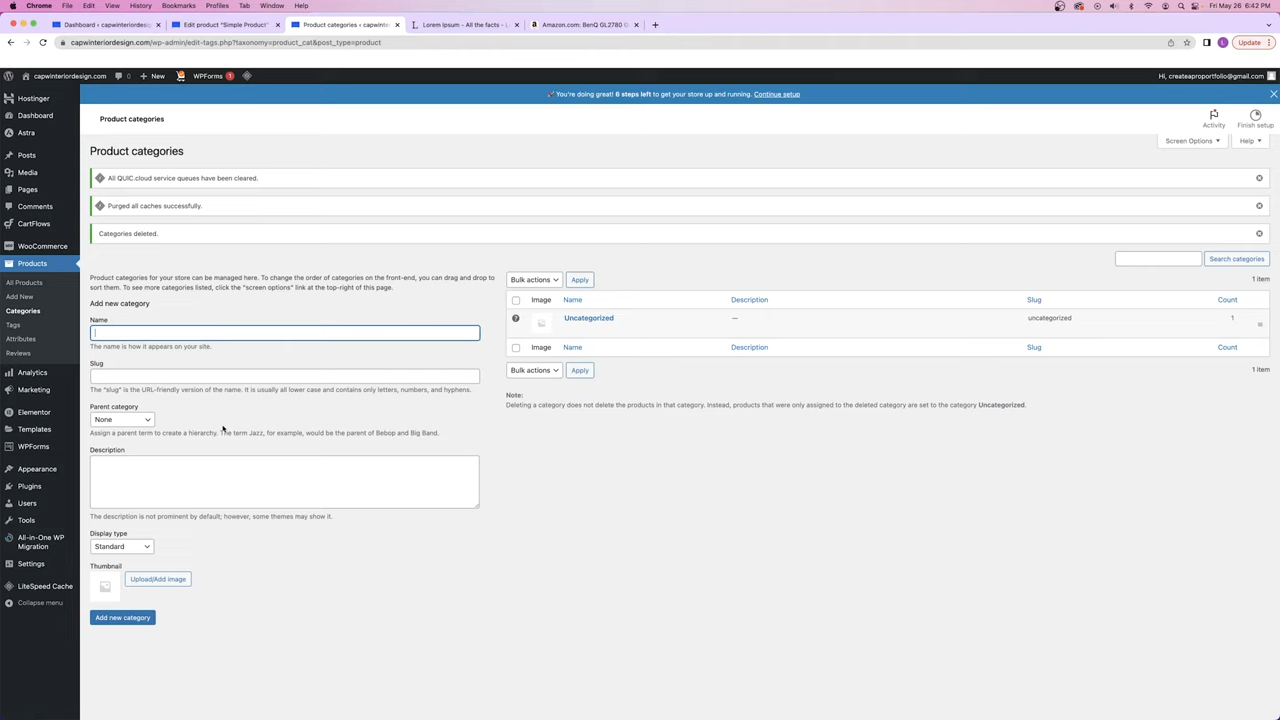 Chrome File Edit View History Bookmarks Profiles Tab Window Help
Fri May 26 6:42 PM
Dashboard ‹ capwinteriordesign
Edit product "Simple Product"
Product categories ‹ capwinter
Lorem Ipsum - All the facts - L
Amazon.com: BenQ GL2780 G
capwinteriordesign.com/wp-admin/edit-tags.php?taxonomy=product_cat&post_type=product
L
Update
capwinteriordesign.com
0
New
WPForms 1
Hi, createaproportfolio@gmail.com
You're doing great! 6 steps left to get your store up and running. Continue setup
Hostinger
Dashboard
Astra
Posts
Media
Pages
Comments
CartFlows
WooCommerce
Products
All Products
Add New
Categories
Tags
Attributes
Reviews
Analytics
Marketing
Elementor
Templates
WPForms
Appearance
Plugins
Users
Tools
All-in-One WP
Migration
Settings
LiteSpeed Cache
Collapse menu
Product categories
Activity
Finish setup
Screen Options
Help
Product categories
All QUIC.cloud service queues have been cleared.
Purged all caches successfully.
Categories deleted.
Search categories
Product categories for your store can be managed here. To change the order of categories on the front-end, you can drag and drop to
sort them. To see more categories listed, click the "screen options" link at the top-right of this page.
Add new category
Name
The name is how it appears on your site.
Slug
The "slug" is the URL-friendly version of the name. It is usually all lower case and contains only letters, numbers, and hyphens.
Parent category
None
Assign a parent term to create a hierarchy. The term Jazz, for example, would be the parent of Bebop and Big Band.
Description
The description is not prominent by default; however, some themes may show it.
Display type
Standard
Thumbnail
Upload/Add image
Add new category
Bulk actions Apply
1 item
Image Name Description Slug Count
Uncategorized — uncategorized 1
Image Name Description Slug Count
Bulk actions Apply
1 item
Note:
Deleting a category does not delete the products in that category. Instead, products that were only assigned to the deleted category are set to the category Uncategorized.